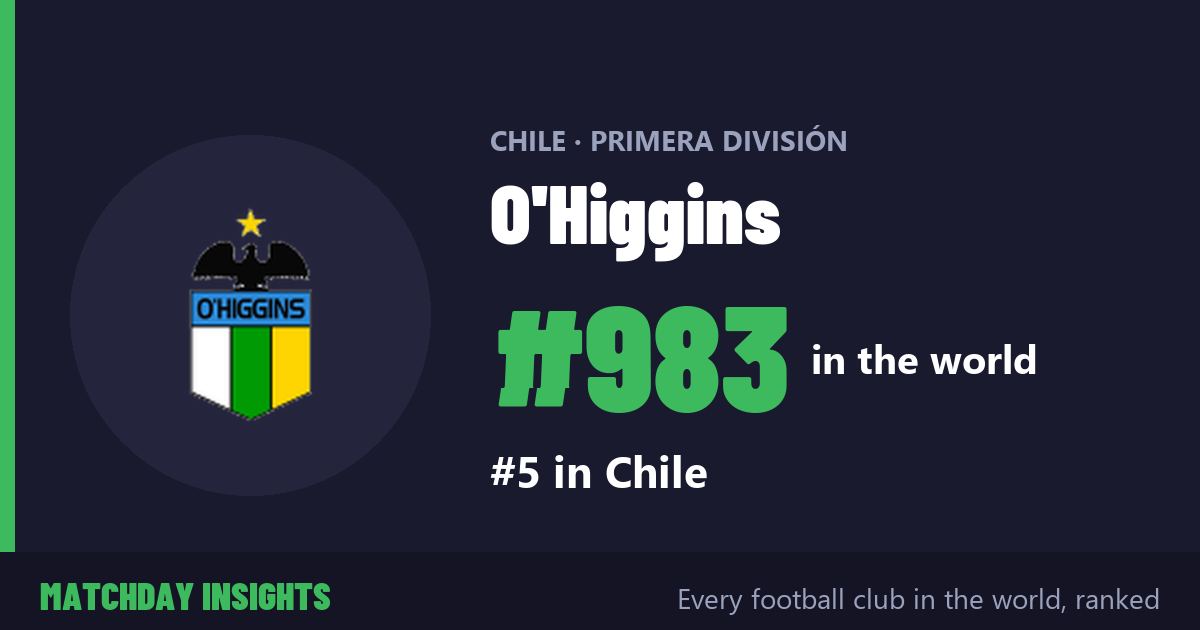 CHILE · PRIMERA DIVISIÓN
O'Higgins
O'HIGGINS
#983 in the world
#5 in Chile
MATCHDAY INSIGHTS
Every football club in the world, ranked